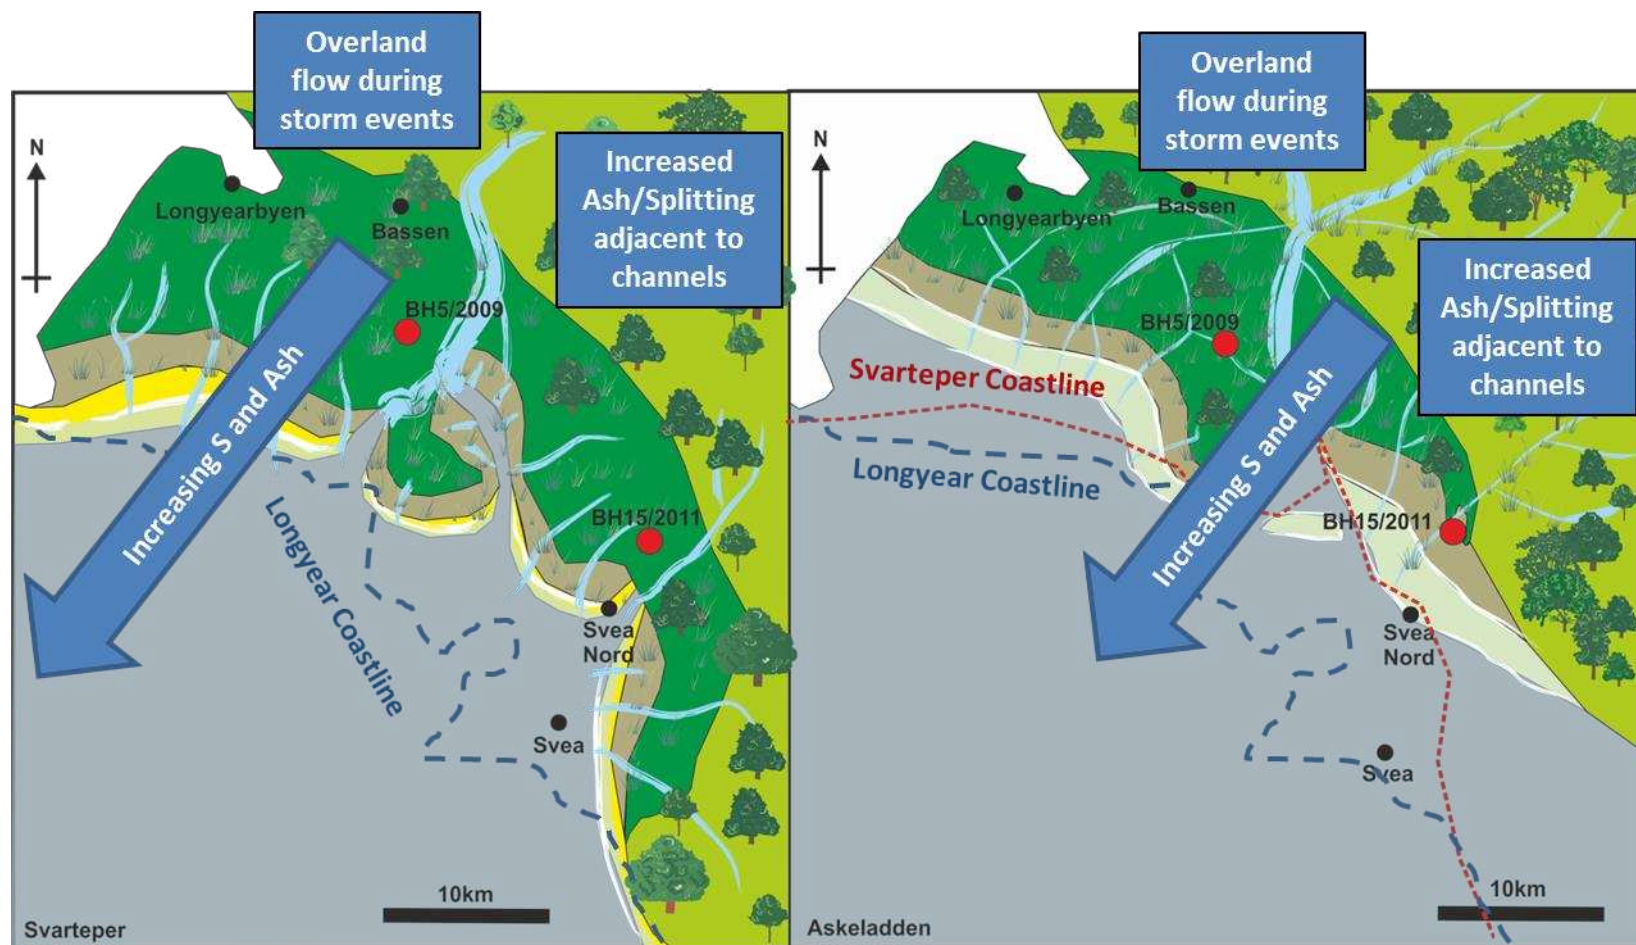 Overland
flow during
storm events
Increased
Ash/Splitting
adjacent to
channels
N
Longyearbyen
Bassen
BH5/2009
Increasing S and Ash
Longyear Coastline
BH15/2011
Svea
Nord
Svea
10km
Svarteper
Overland
flow during
storm events
Increased
Ash/Splitting
adjacent to
channels
N
Longyearbyen
Bassen
BH5/2009
Svarteper Coastline
Longyear Coastline
Increasing S and Ash
BH15/2011
Svea
Nord
Svea
10km
Askeladden